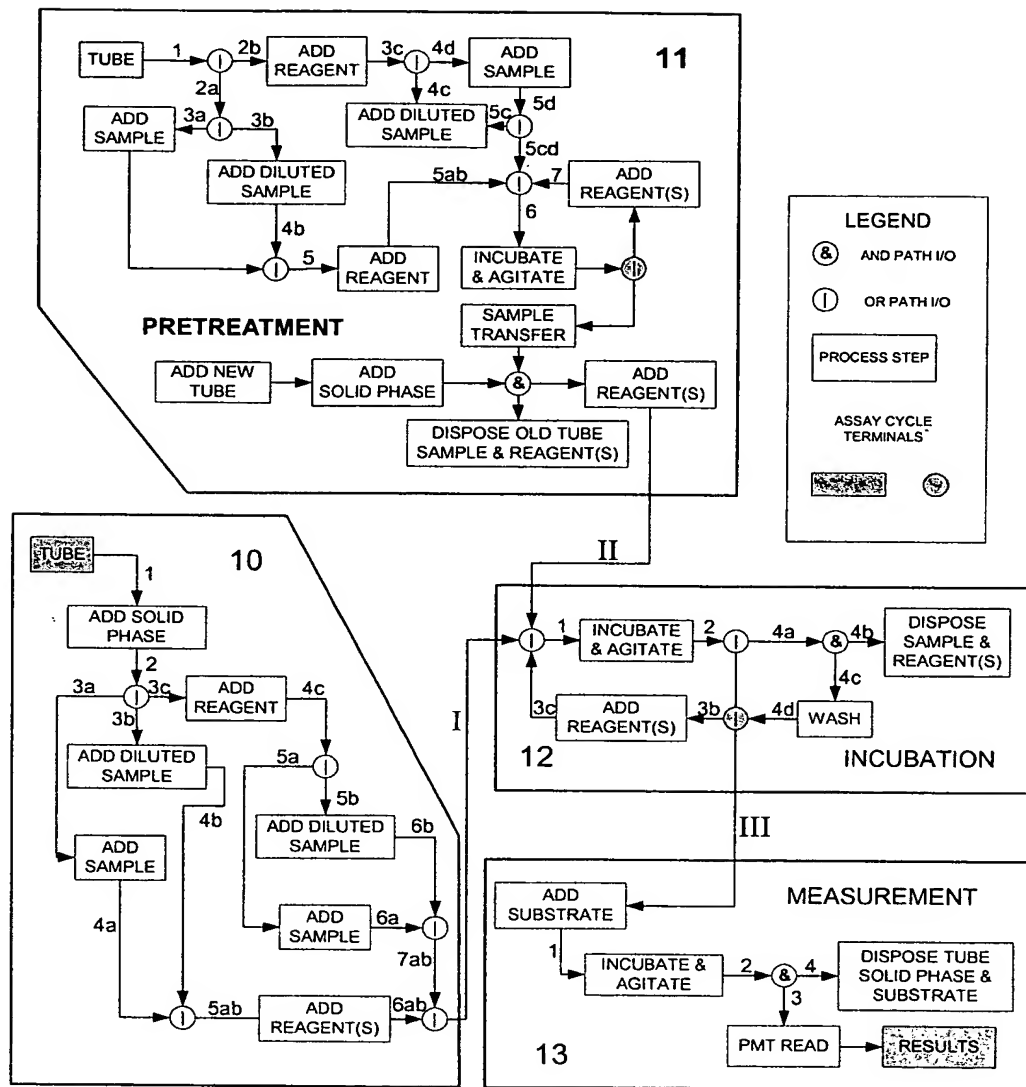 11
TUBE
1
2b
ADD
REAGENT
3c
4d
ADD
SAMPLE
2a
4c
5d
ADD
SAMPLE
3a
3b
ADD DILUTED
SAMPLE
5c
5cd
ADD DILUTED
SAMPLE
5ab
7
ADD
REAGENT(S)
6
4b
5
ADD
REAGENT
INCUBATE
& AGITATE
PRETREATMENT
SAMPLE
TRANSFER
ADD NEW
TUBE
ADD
SOLID PHASE
&
ADD
REAGENT(S)
DISPOSE OLD TUBE
SAMPLE & REAGENT(S)
LEGEND
& AND PATH I/O
| OR PATH I/O
PROCESS STEP
ASSAY CYCLE
TERMINALS
10
TUBE
1
ADD SOLID
PHASE
2
3a
3c
3b
ADD
REAGENT
4c
ADD DILUTED
SAMPLE
4b
5a
5b
ADD DILUTED
SAMPLE
6b
ADD
SAMPLE
4a
ADD
SAMPLE
6a
7ab
5ab
ADD
REAGENT(S)
6ab
I
II
1
INCUBATE
& AGITATE
2
4a
&
4b
DISPOSE
SAMPLE &
REAGENT(S)
4c
3c
ADD
REAGENT(S)
3b
4d
WASH
12
INCUBATION
III
MEASUREMENT
ADD
SUBSTRATE
1
INCUBATE &
AGITATE
2
&
4
DISPOSE TUBE
SOLID PHASE &
SUBSTRATE
3
13
PMT READ
RESULTS